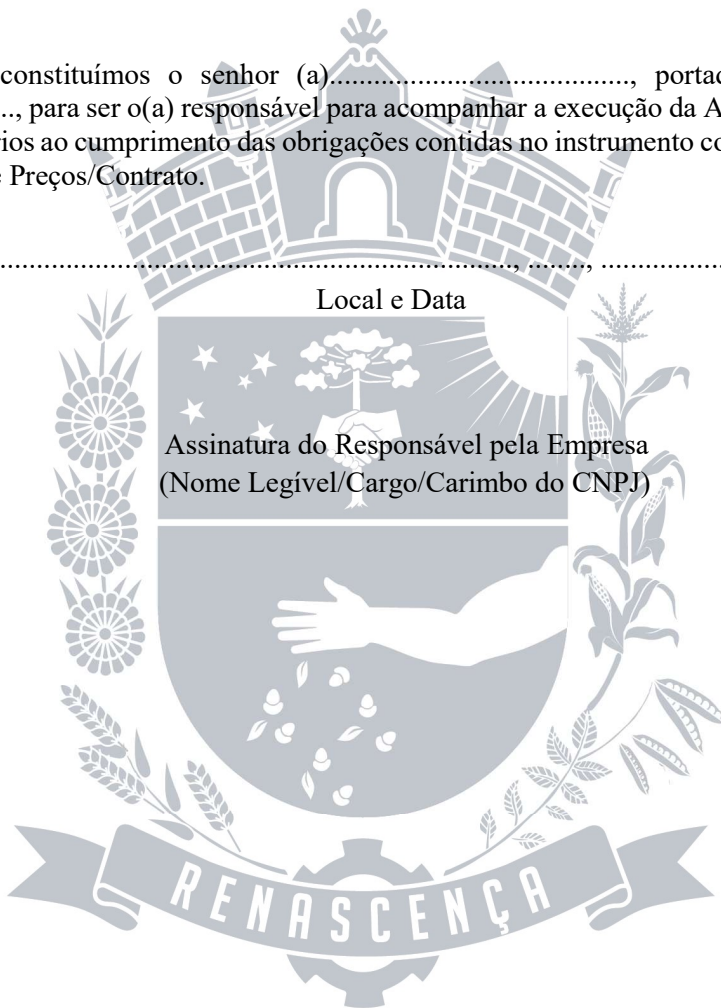 constituímos o senhor (a)......................................., portad
.., para ser o(a) responsável para acompanhar a execução da A
rios ao cumprimento das obrigações contidas no instrumento co
e Preços/Contrato.
......................................................................, ........, ................
Local e Data
Assinatura do Responsável pela Empresa
(Nome Legível/Cargo/Carimbo do CNPJ)
RENASCENÇA